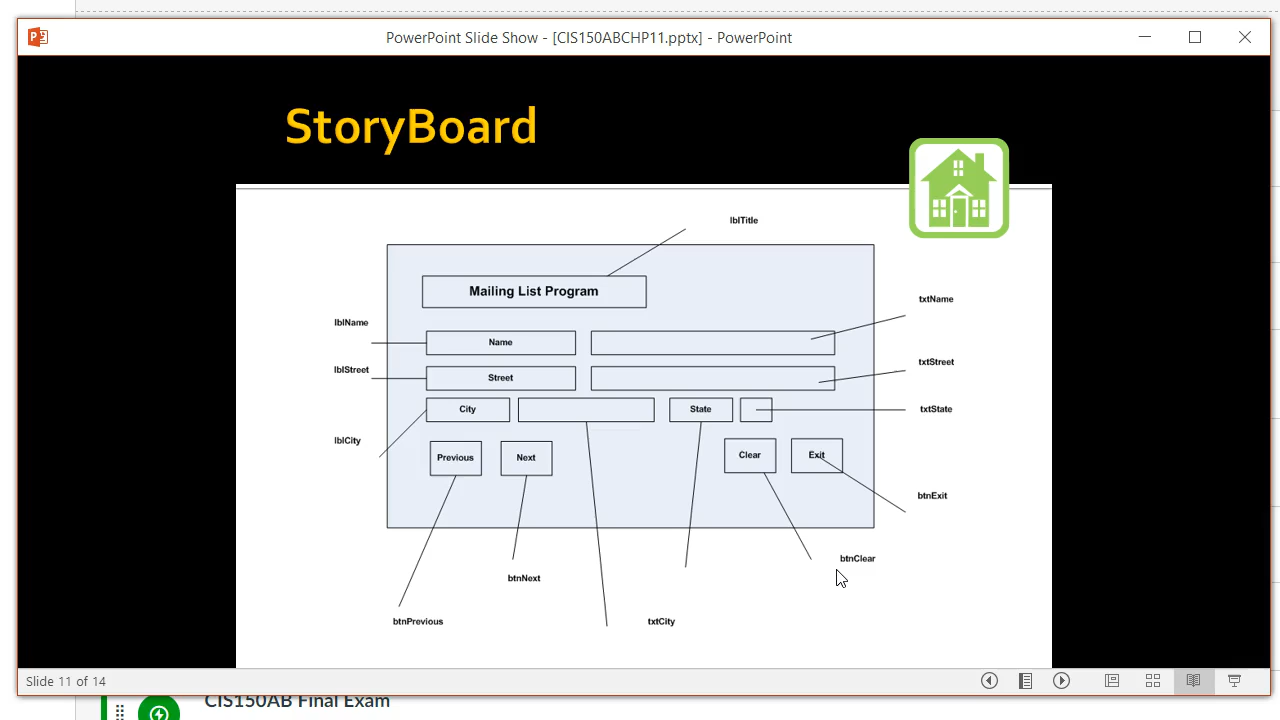 PowerPoint Slide Show - [CIS150ABCHP11.pptx] - PowerPoint
StoryBoard
lblTitle
Mailing List Program
txtName
lblName
Name
txtStreet
lblStreet
Street
City
State
txtState
lblCity
Previous
Next
Clear
Exit
btnExit
btnClear
btnNext
btnPrevious
txtCity
Slide 11 of 14
CIS150AB Final Exam